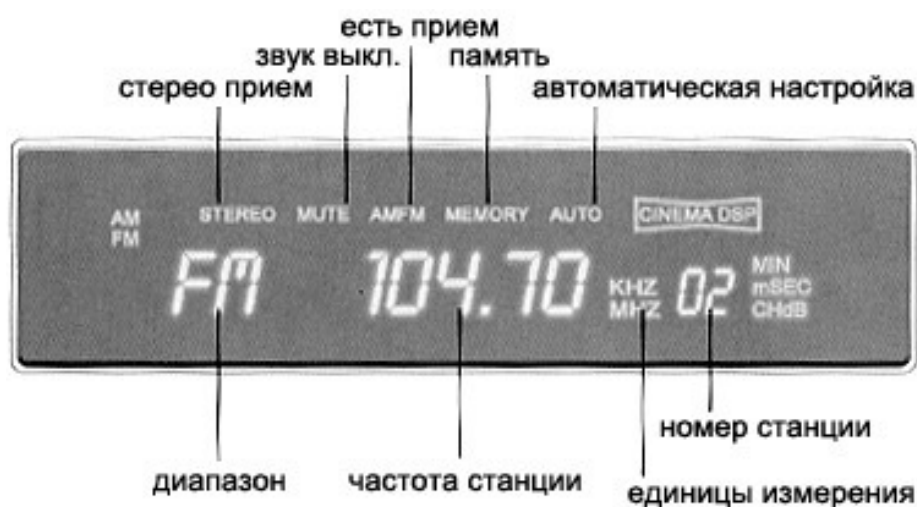 есть прием
звук выкл. память
стерео прием автоматическая настройка
STEREO MUTE AMFM MEMORY AUTO CINEMA DSP
AM
FM
FM 104.70 KHZ MHZ 02 MIN mSEC CHdB
номер станции
диапазон частота станции
единицы измерения